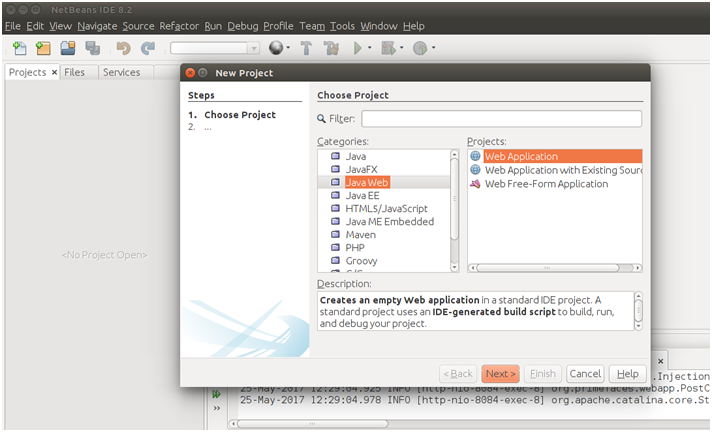 NetBeans IDE 8.2
File Edit View Navigate Source Refactor Run Debug Profile Team Tools Window Help
Projects Files Services
<No Project Open>
New Project
Steps
1. Choose Project
2. ...
Choose Project
Filter:
Categories:
Java
JavaFX
Java Web
Java EE
HTML5/JavaScript
Java ME Embedded
Maven
PHP
Groovy
Projects:
Web Application
Web Application with Existing Sour
Web Free-Form Application
Description:
Creates an empty Web application in a standard IDE project. A
standard project uses an IDE-generated build script to build, run,
and debug your project.
< Back Next > Finish Cancel Help
.Injection
25-May-2017 12:29:04.925 INFO [http-nio-8084-exec-8] org.primefaces.webapp.PostC
25-May-2017 12:29:04.978 INFO [http-nio-8084-exec-8] org.apache.catalina.core.St